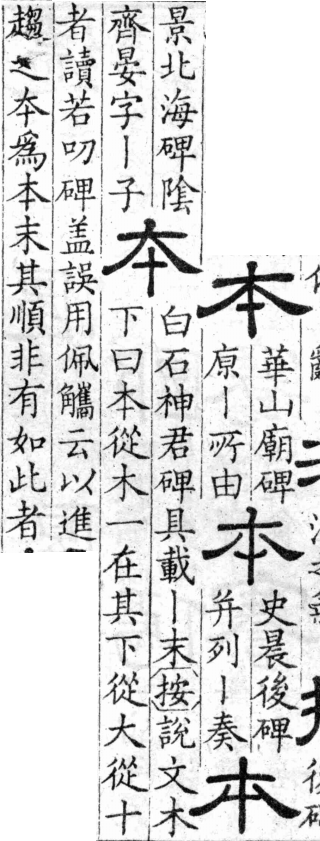 本
華山廟碑
原丨所由
本
史晨後碑
并列丨奏
本
景北海碑陰
齊晏字丨子
夲
白石神君碑具載丨末按說文木
下曰本從木一在其下從大從十
者讀若叨碑盖誤用佩觿云以進
趨之夲爲本末其順非有如此者